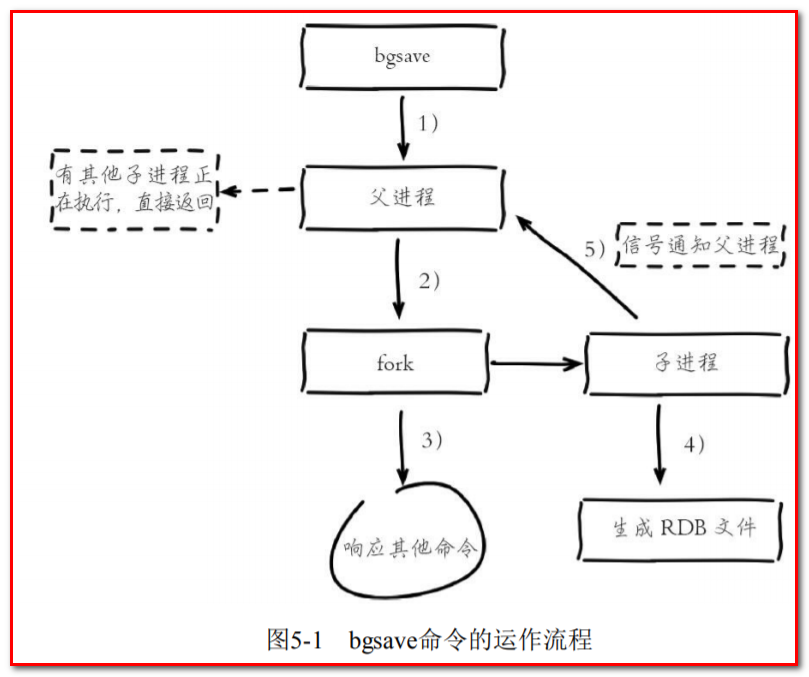 bgsave
1)
有其他子进程正
在执行，直接返回
父进程
5)
信号通知父进程
2)
fork
子进程
3)
4)
响应其他命令
生成 RDB 文件
图5-1 bgsave命令的运作流程